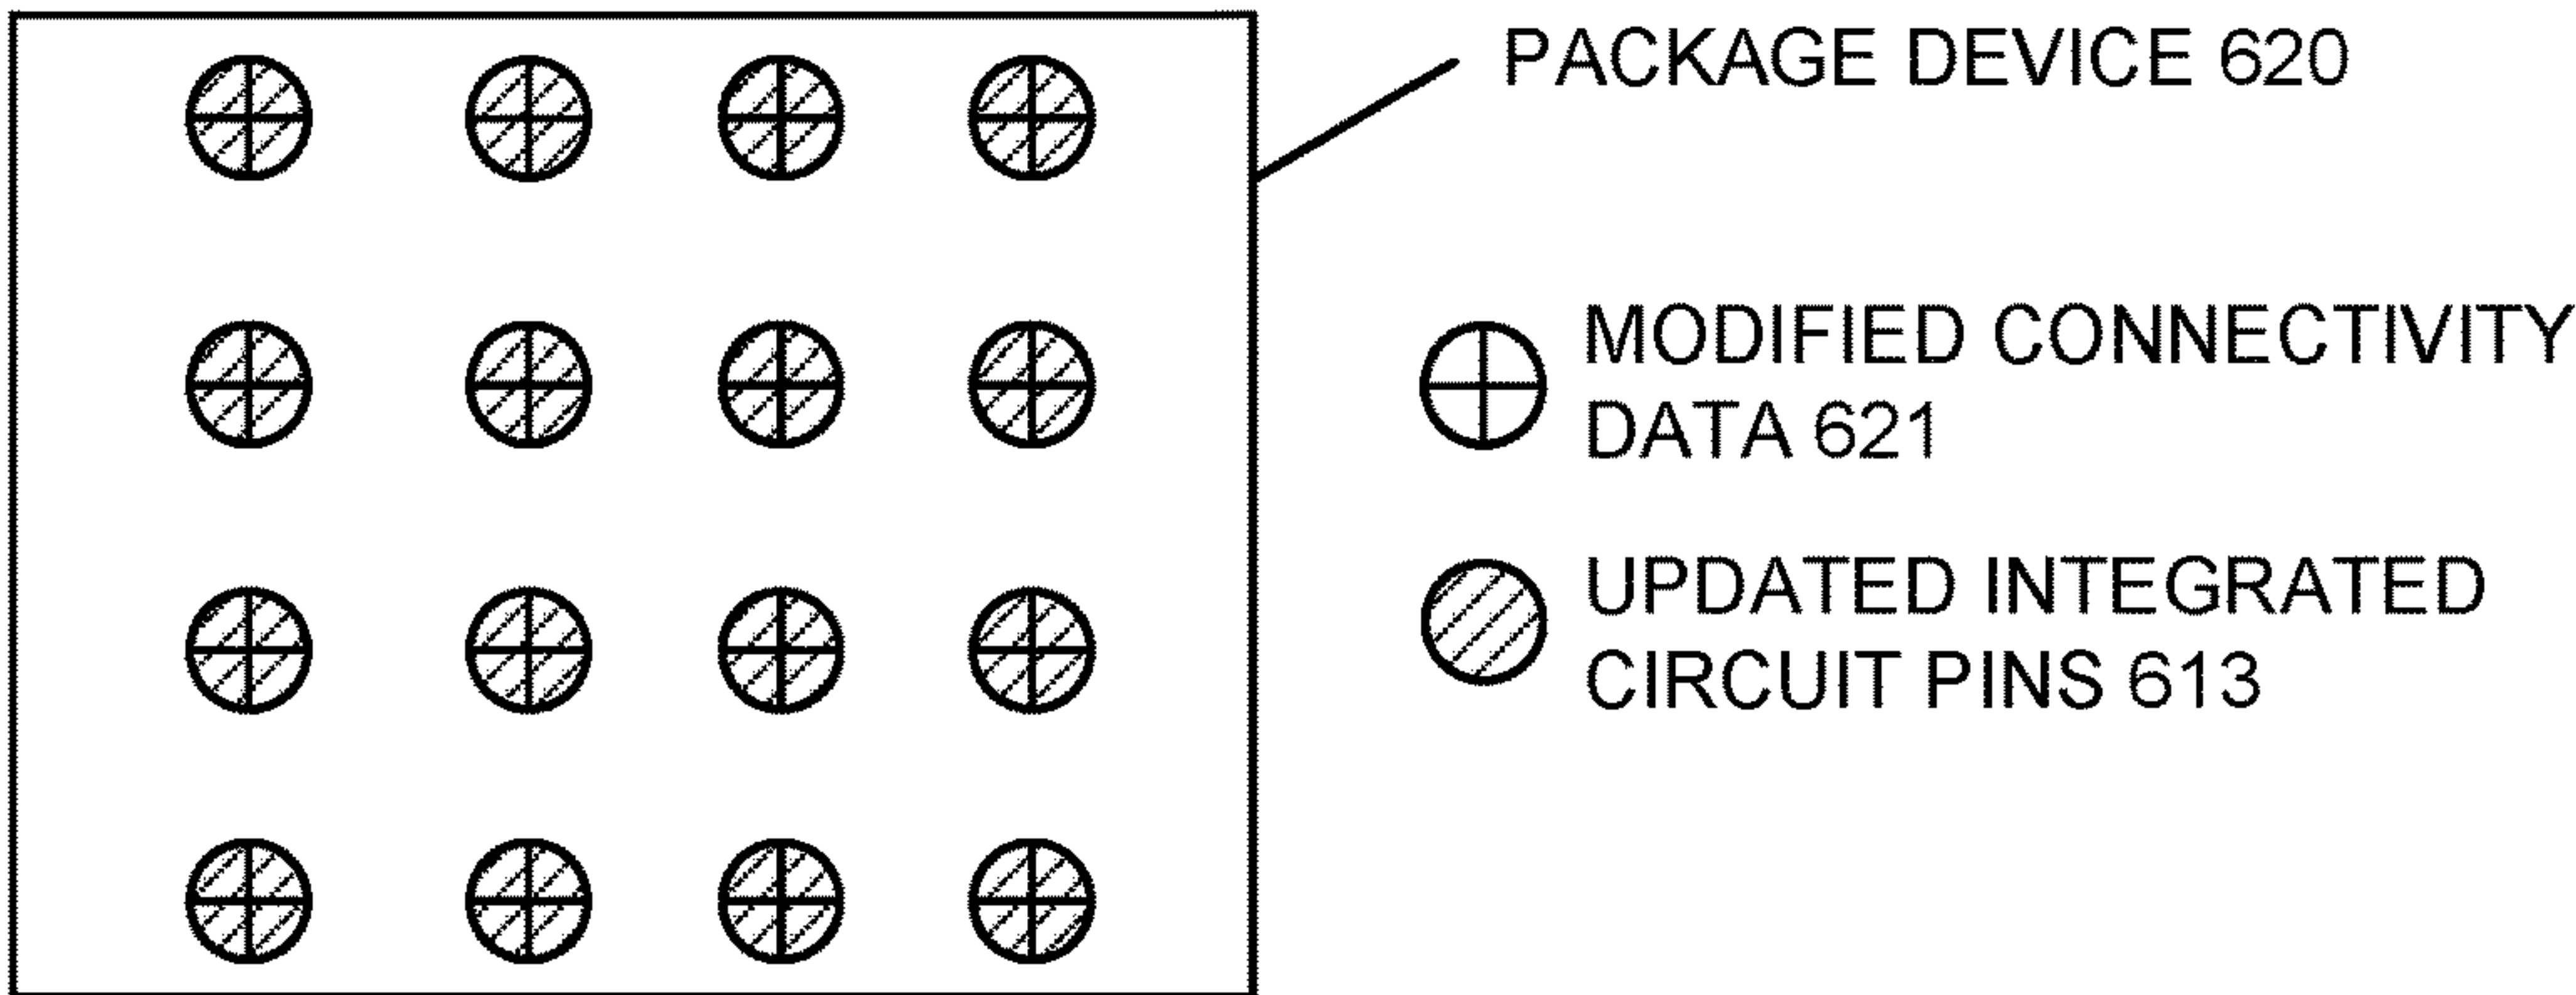 PACKAGE DEVICE 620
MODIFIED CONNECTIVITY
DATA 621
UPDATED INTEGRATED
CIRCUIT PINS 613